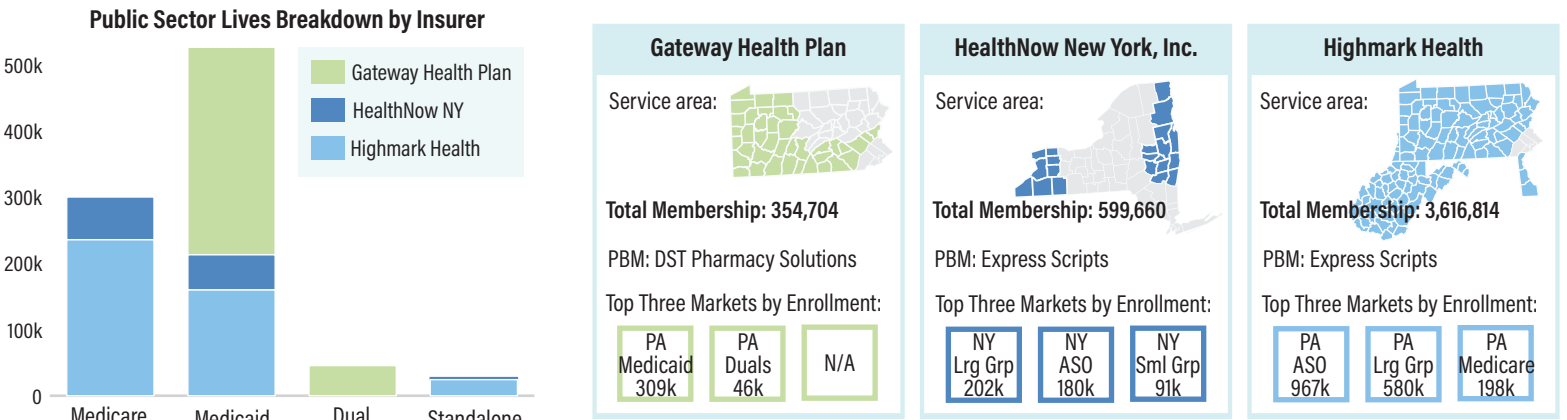 Public Sector Lives Breakdown by Insurer
500k
400k
300k
200k
100k
0
Gateway Health Plan
HealthNow NY
Highmark Health
Medicare
Medicaid
Dual
Standalone
Gateway Health Plan
Service area:
Total Membership: 354,704
PBM: DST Pharmacy Solutions
Top Three Markets by Enrollment:
PA
Medicaid
309k
PA
Duals
46k
N/A
HealthNow New York, Inc.
Service area:
Total Membership: 599,660
PBM: Express Scripts
Top Three Markets by Enrollment:
NY
Lrg Grp
202k
NY
ASO
180k
NY
Sml Grp
91k
Highmark Health
Service area:
Total Membership: 3,616,814
PBM: Express Scripts
Top Three Markets by Enrollment:
PA
ASO
967k
PA
Lrg Grp
580k
PA
Medicare
198k